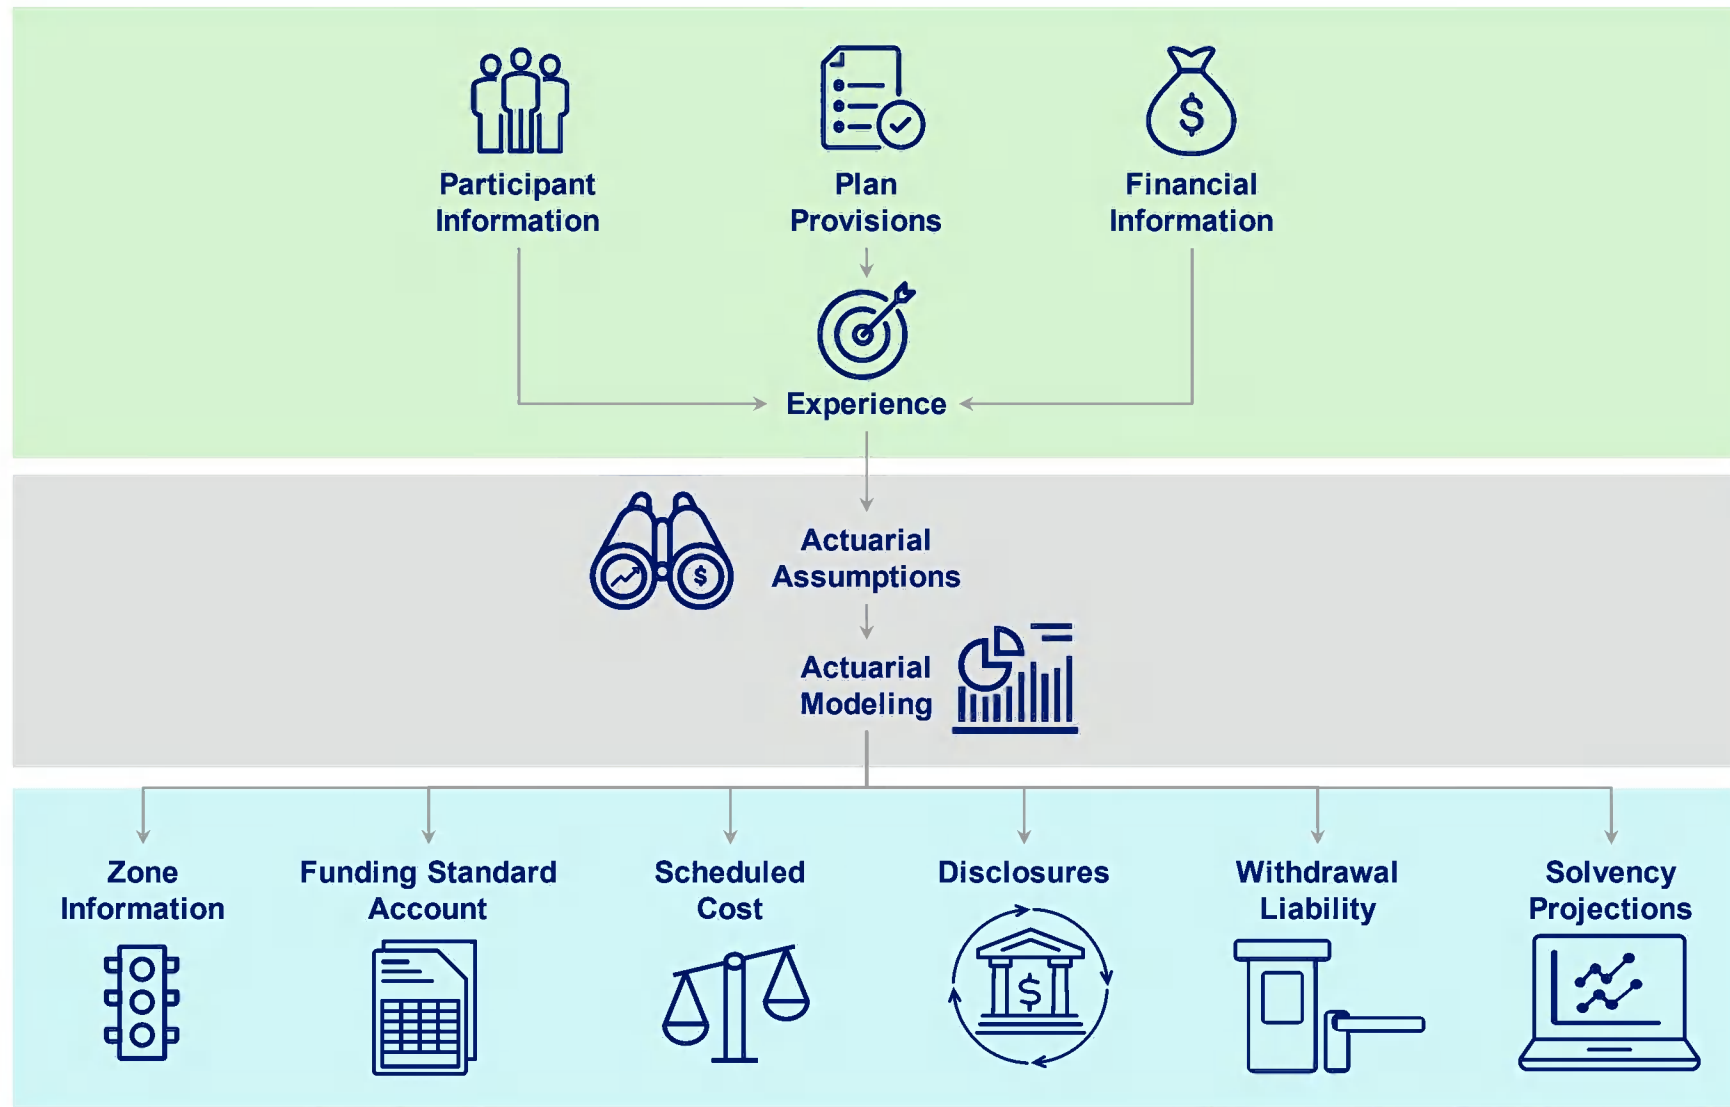 $
Participant
Information
Plan
Provisions
Financial
Information
Experience
$
Actuarial
Assumptions
Actuarial
Modeling
Zone
Information
Funding Standard
Account
Scheduled
Cost
Disclosures
$
Withdrawal
Liability
Solvency
Projections